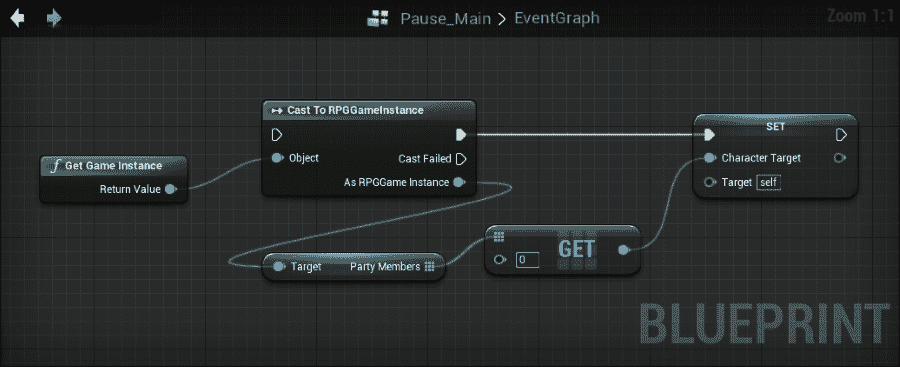 Pause_Main > EventGraph
Zoom 1:1
Cast To RPGGameInstance
Object
Cast Failed
As RPGGame Instance
f Get Game Instance
Return Value
SET
Character Target
Target self
Target Party Members
0 GET
BLUEPRINT